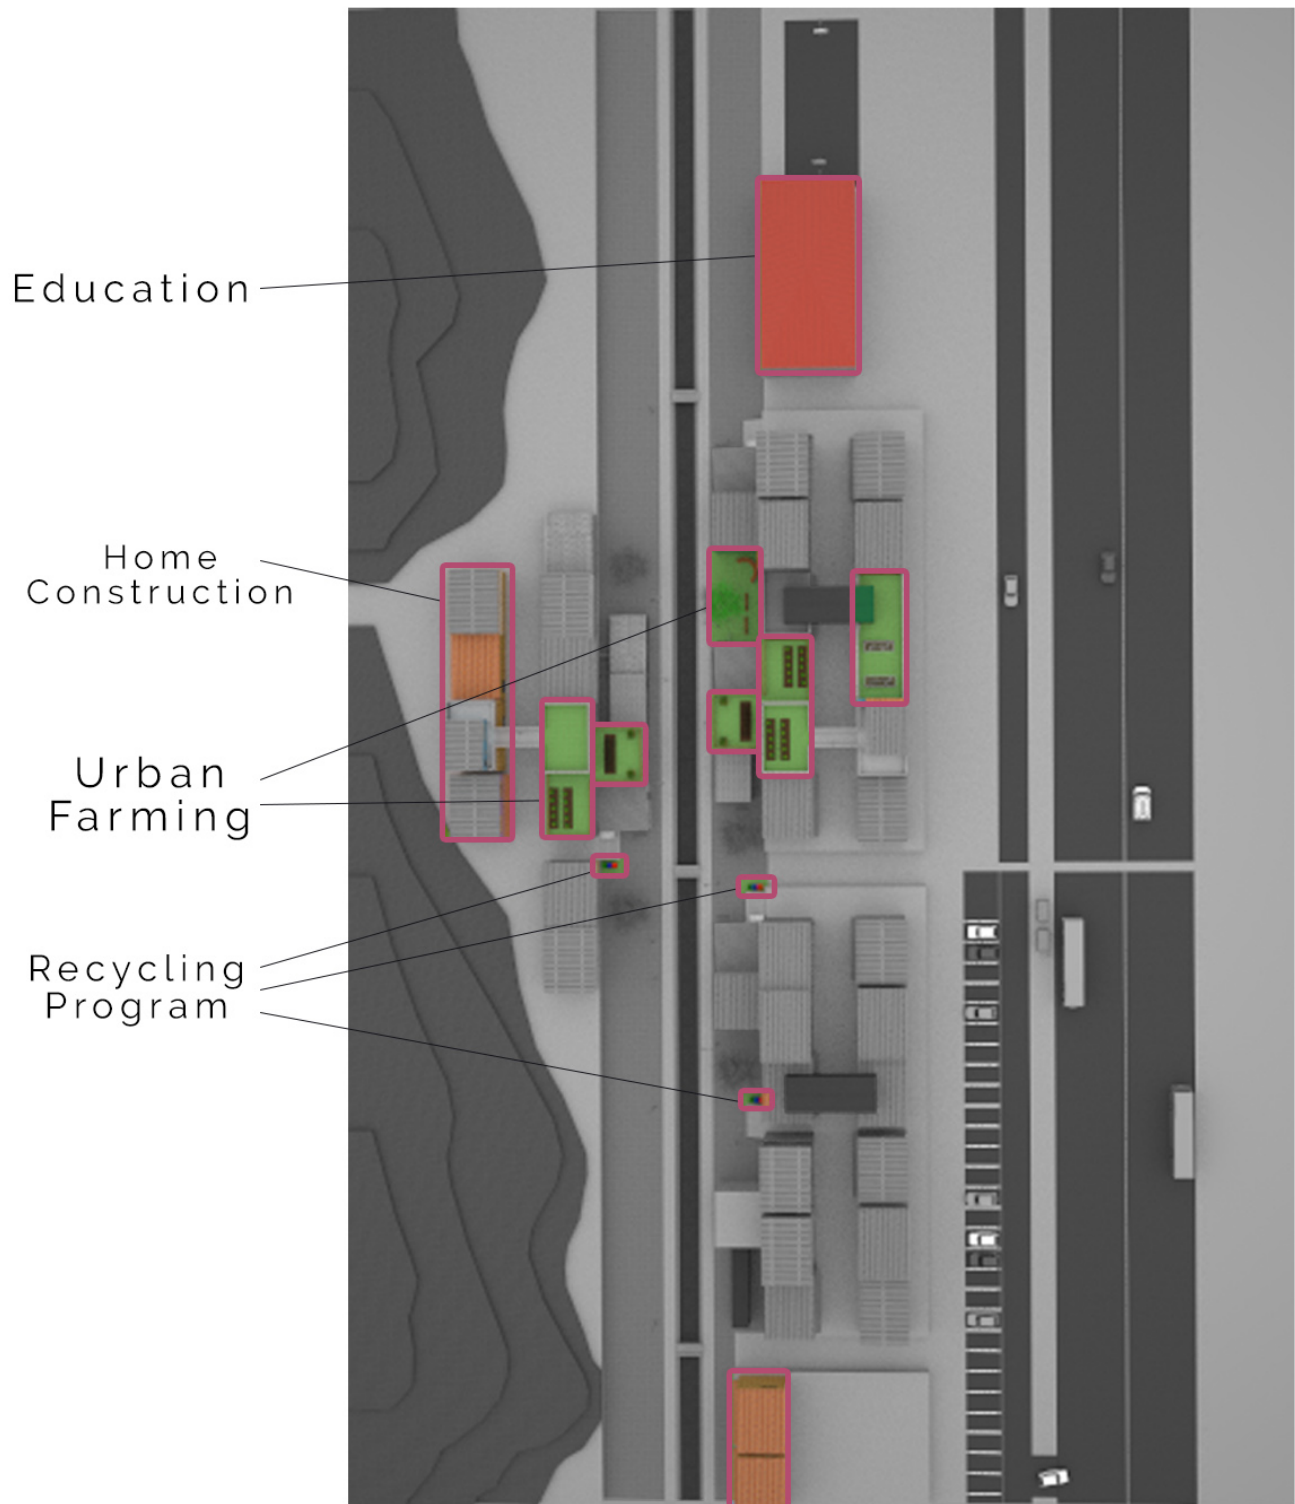 Education
Home
Construction
Urban
Farming
Recycling
Program